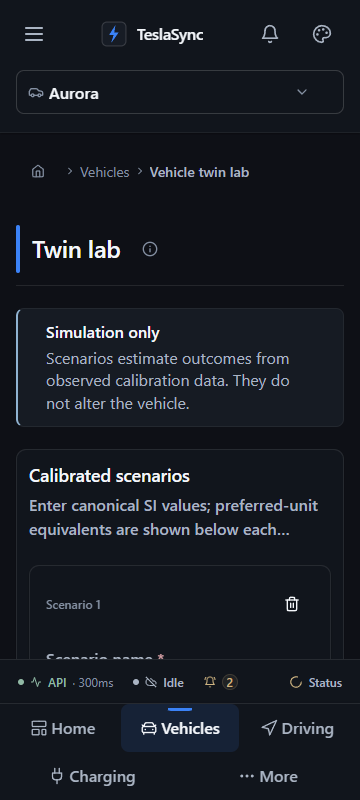 TeslaSync
Aurora
Vehicles
Vehicle twin lab
Twin lab
Simulation only
Scenarios estimate outcomes from
observed calibration data. They do
not alter the vehicle.
Calibrated scenarios
Enter canonical SI values; preferred-unit
equivalents are shown below each...
Scenario 1
Scenario name *
API · 300ms
Idle
2
Status
Home
Vehicles
Driving
Charging
More